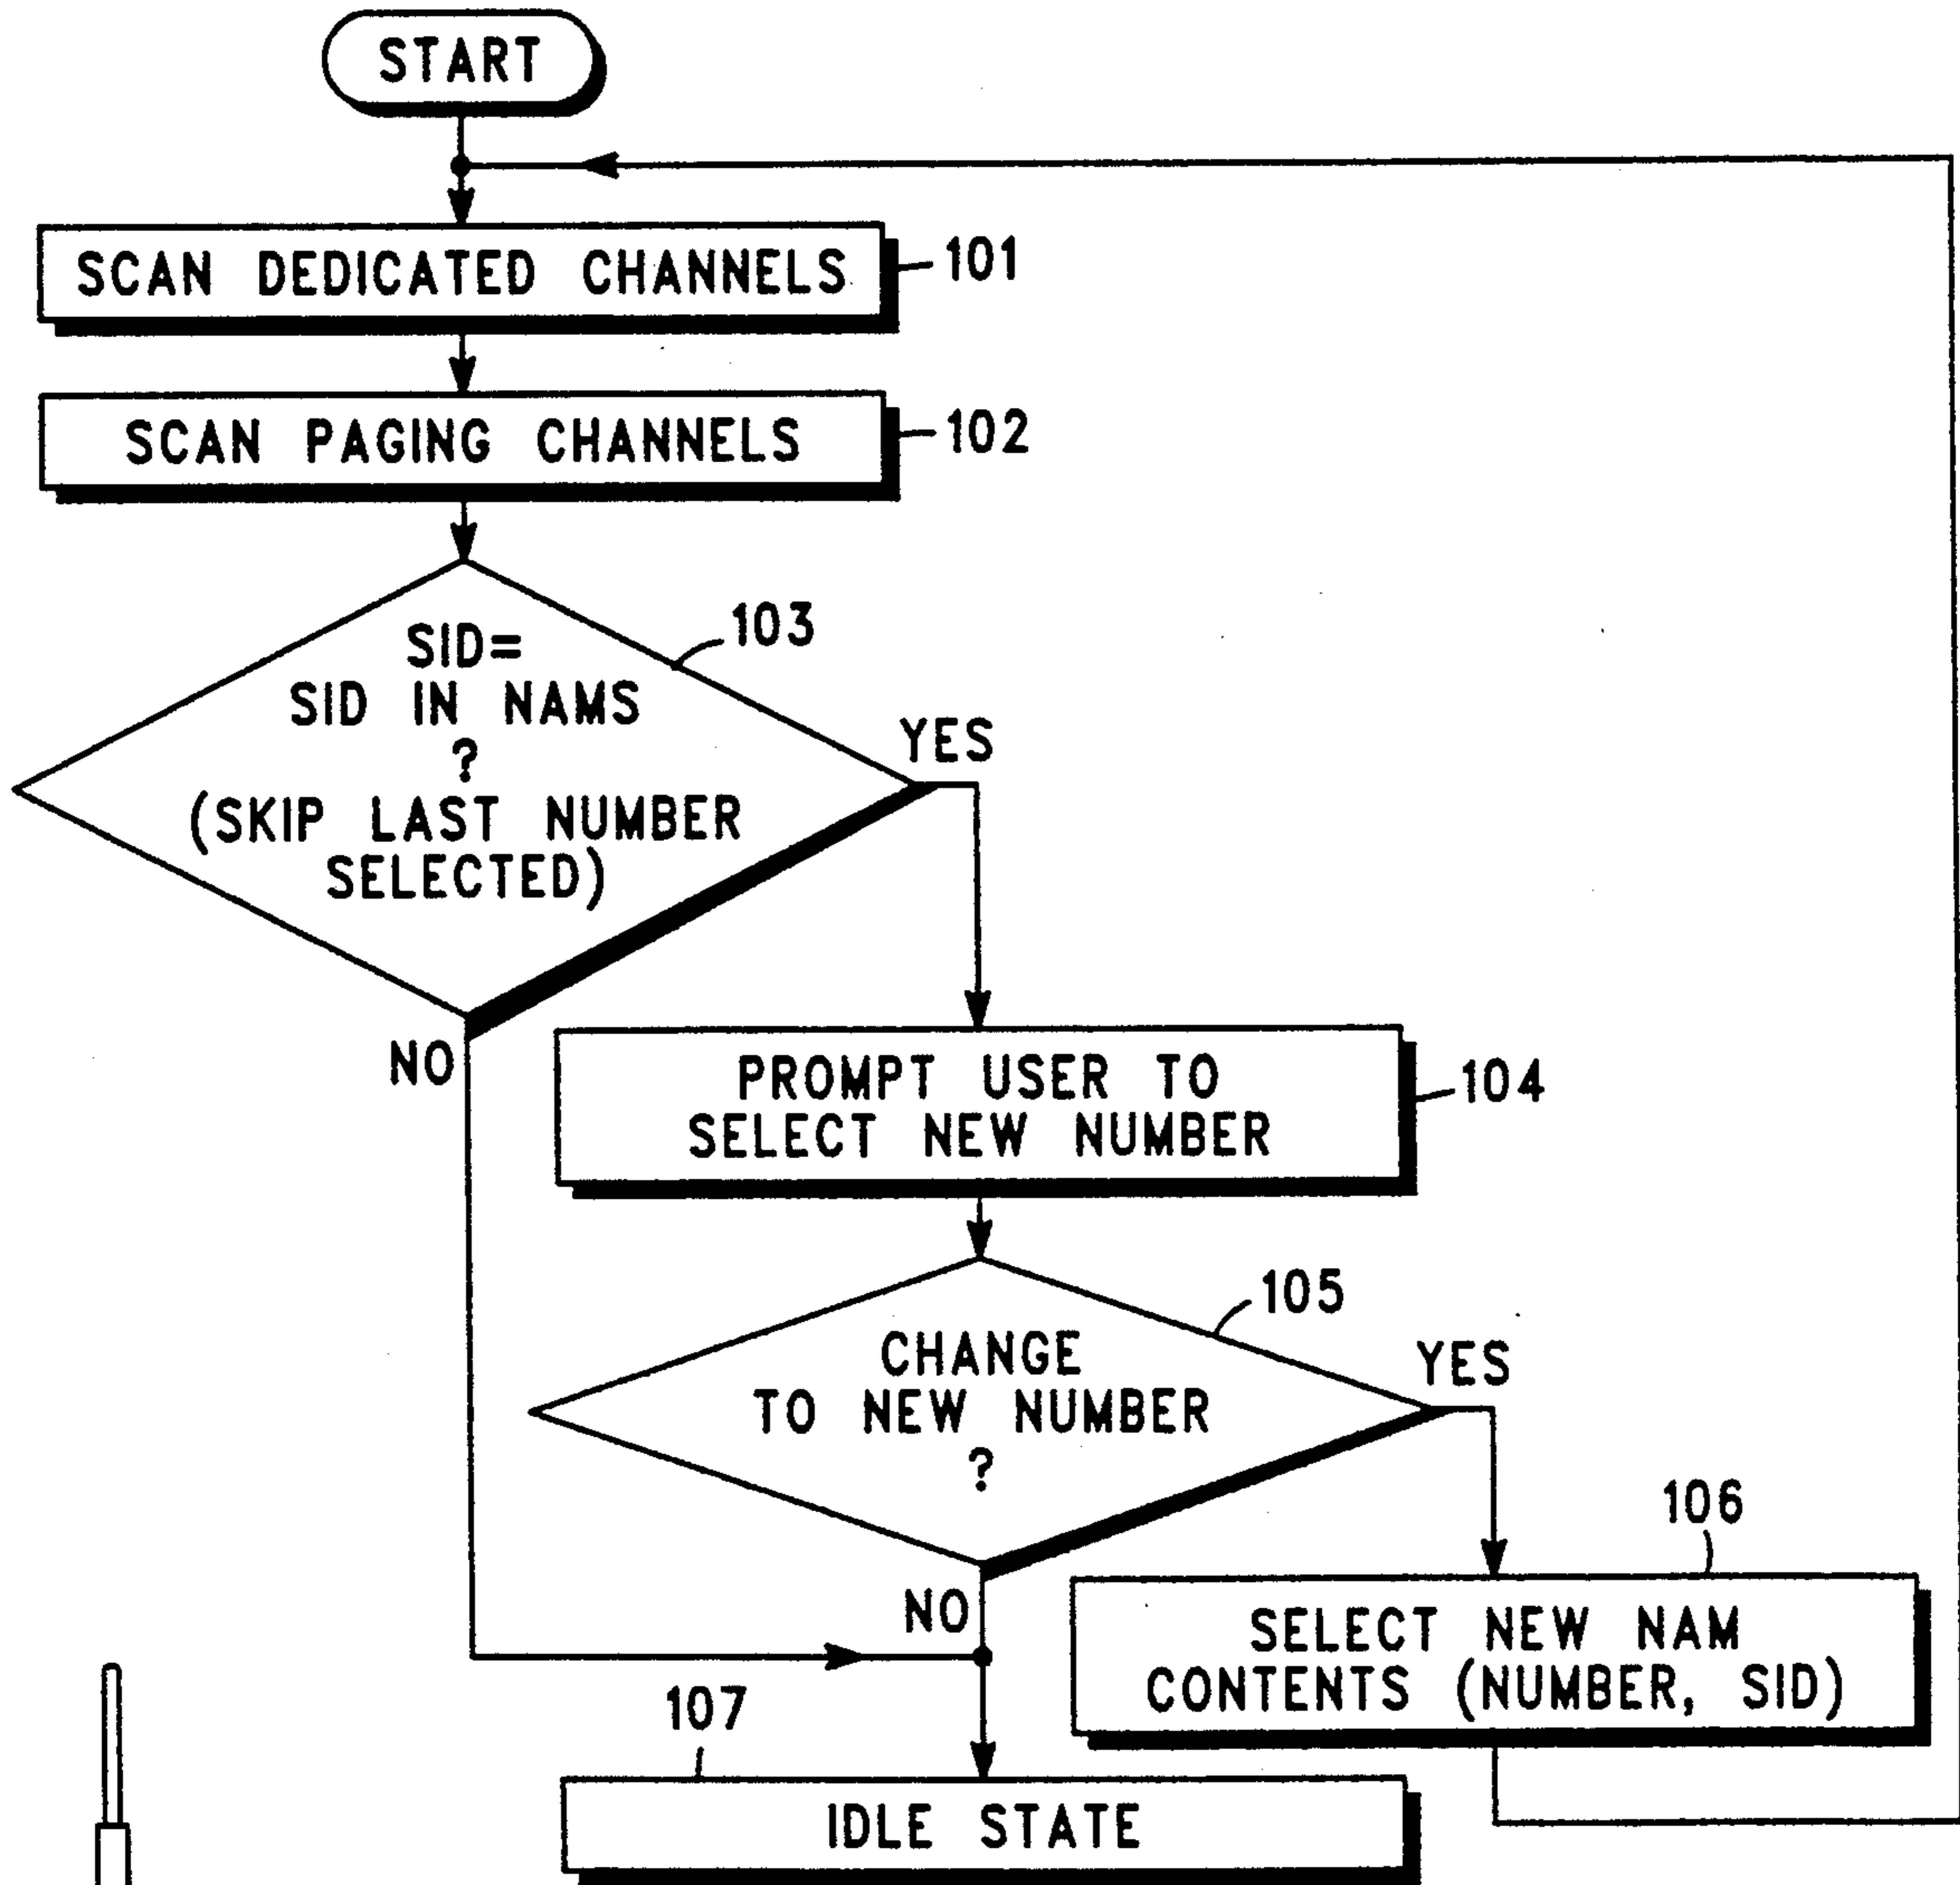 START
SCAN DEDICATED CHANNELS
101
SCAN PAGING CHANNELS
102
103
SID=
SID IN NAMS
?
(SKIP LAST NUMBER
SELECTED)
YES
NO
PROMPT USER TO
SELECT NEW NUMBER
104
105
CHANGE
TO NEW NUMBER
?
YES
NO
106
SELECT NEW NAM
CONTENTS (NUMBER, SID)
107
IDLE STATE